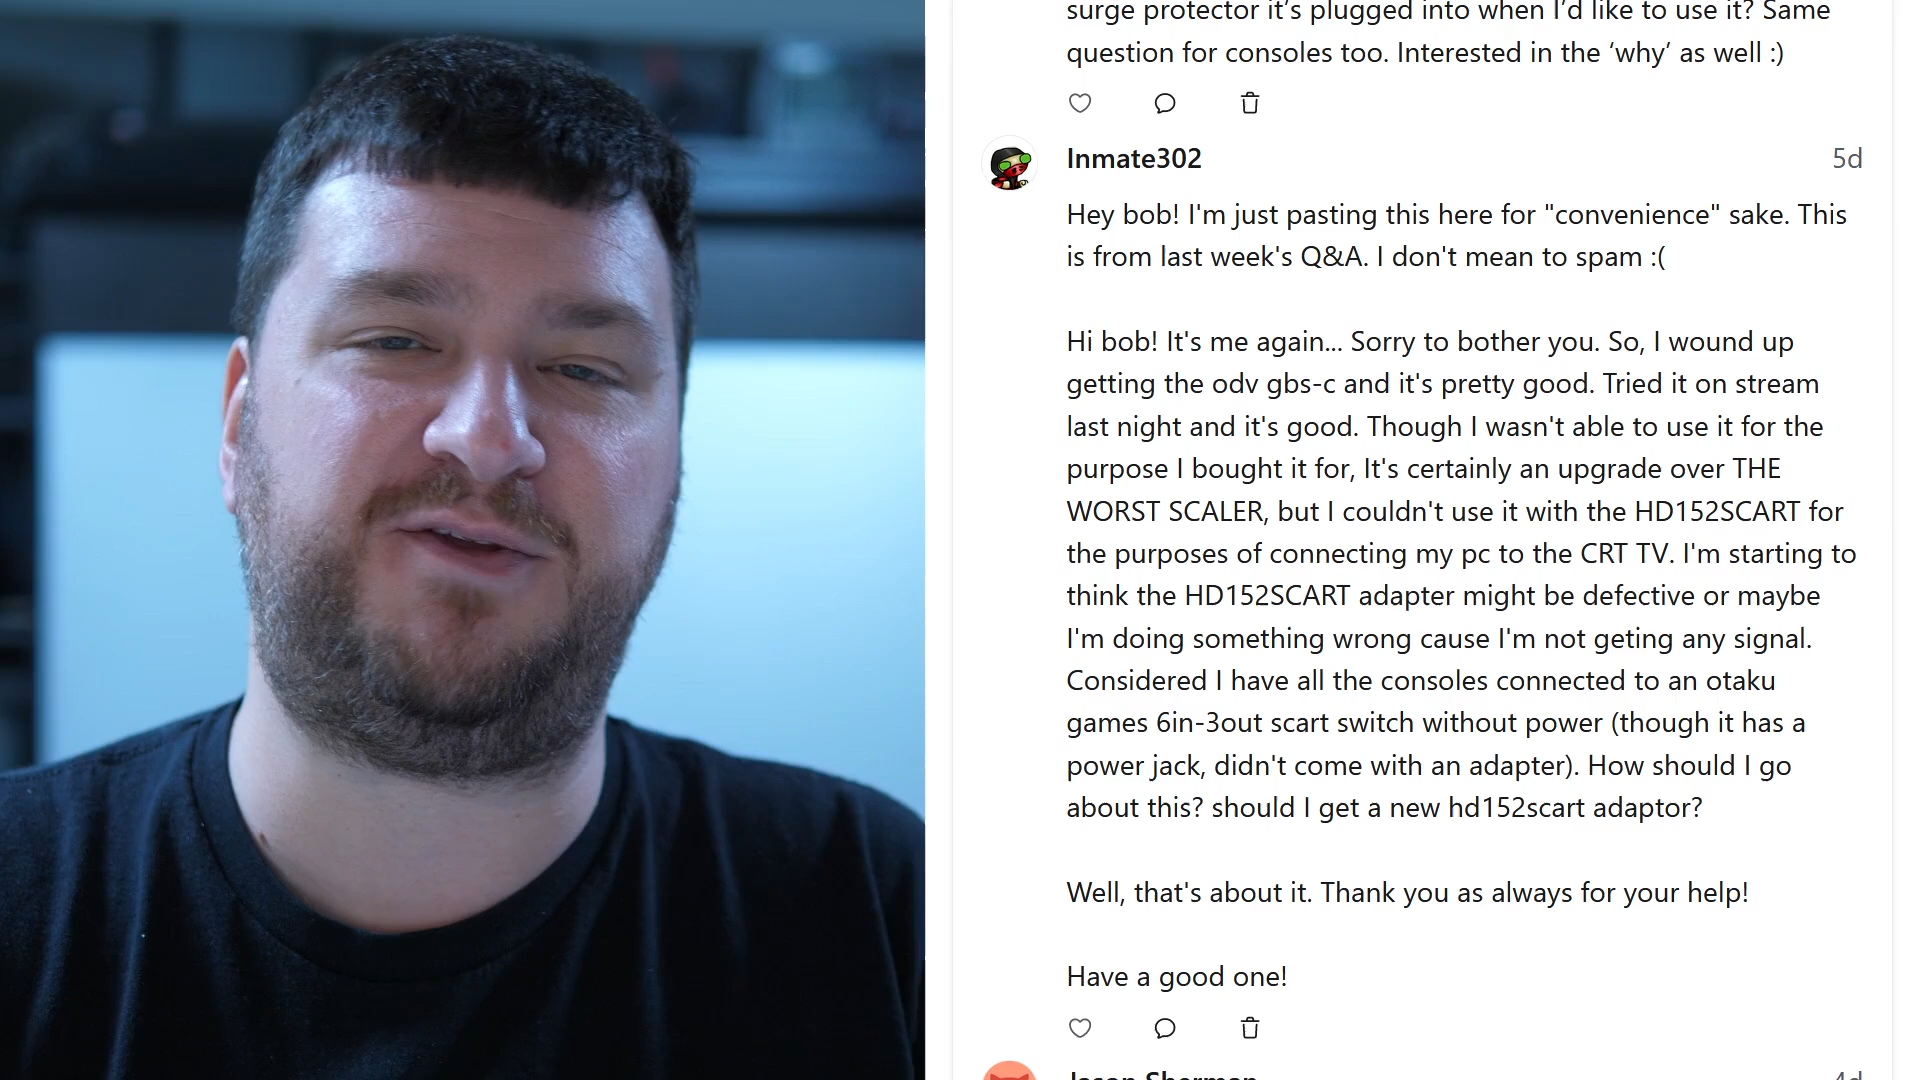 surge protector it’s plugged into when I’d like to use it? Same
question for consoles too. Interested in the ‘why’ as well :)
Inmate302
5d
Hey bob! I'm just pasting this here for "convenience" sake. This
is from last week's Q&A. I don't mean to spam :(
Hi bob! It's me again... Sorry to bother you. So, I wound up
getting the odv gbs-c and it's pretty good. Tried it on stream
last night and it's good. Though I wasn't able to use it for the
purpose I bought it for, It's certainly an upgrade over THE
WORST SCALER, but I couldn't use it with the HD152SCART for
the purposes of connecting my pc to the CRT TV. I'm starting to
think the HD152SCART adapter might be defective or maybe
I'm doing something wrong cause I'm not geting any signal.
Considered I have all the consoles connected to an otaku
games 6in-3out scart switch without power (though it has a
power jack, didn't come with an adapter). How should I go
about this? should I get a new hd152scart adaptor?
Well, that's about it. Thank you as always for your help!
Have a good one!
Jason Sherman
4d